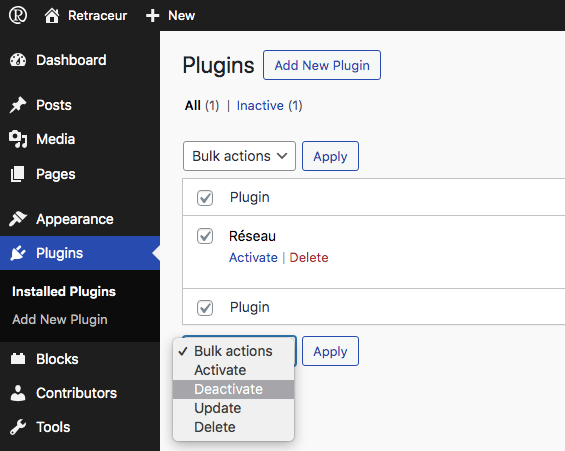 Retraceur New
Dashboard
Posts
Media
Pages
Appearance
Plugins
Installed Plugins
Add New Plugin
Blocks
Contributors
Tools
Plugins Add New Plugin
All (1) | Inactive (1)
Bulk actions Apply
Plugin
Réseau
Activate | Delete
Plugin
Apply
✓ Bulk actions
Activate
Deactivate
Update
Delete